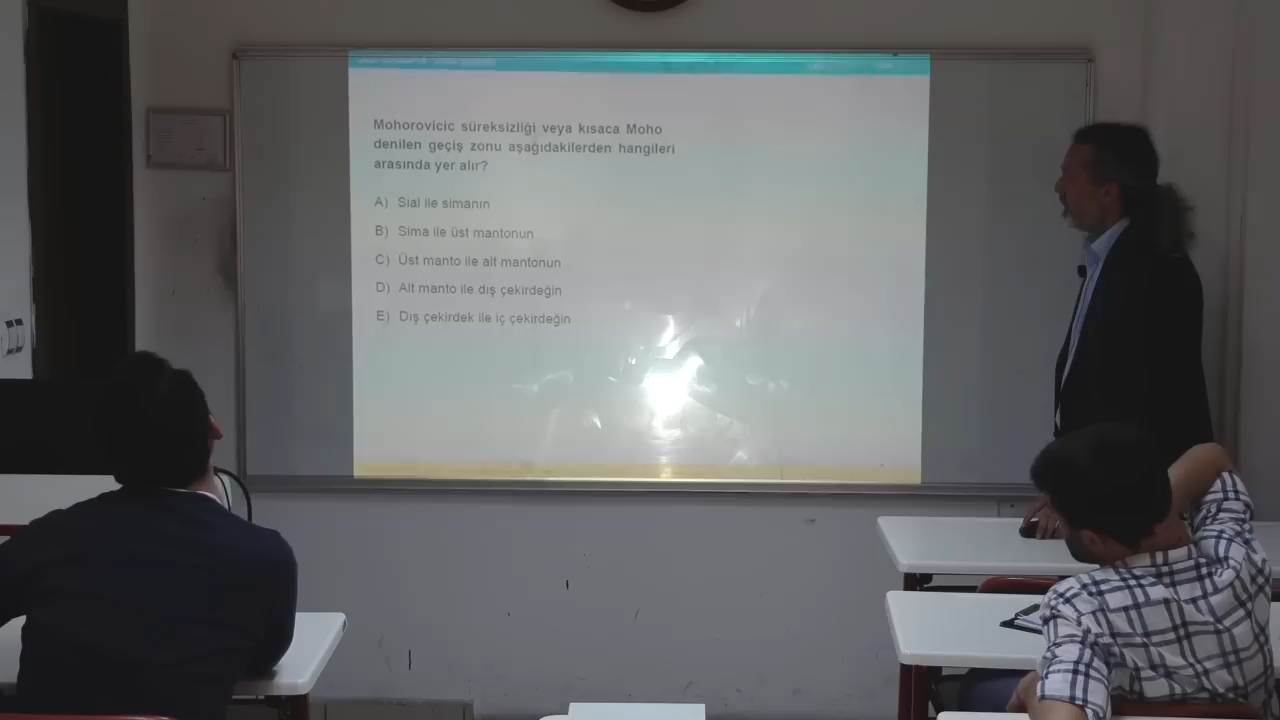 Mohorovicic süreksizliği veya kısaca Moho
denilen geçiş zonu aşağıdakilerden hangileri
arasında yer alır?
A) Sial ile simanın
B) Sima ile üst mantonun
C) Üst manto ile alt mantonun
D) Alt manto ile dış çekirdeğin
E) Dış çekirdek ile iç çekirdeğin